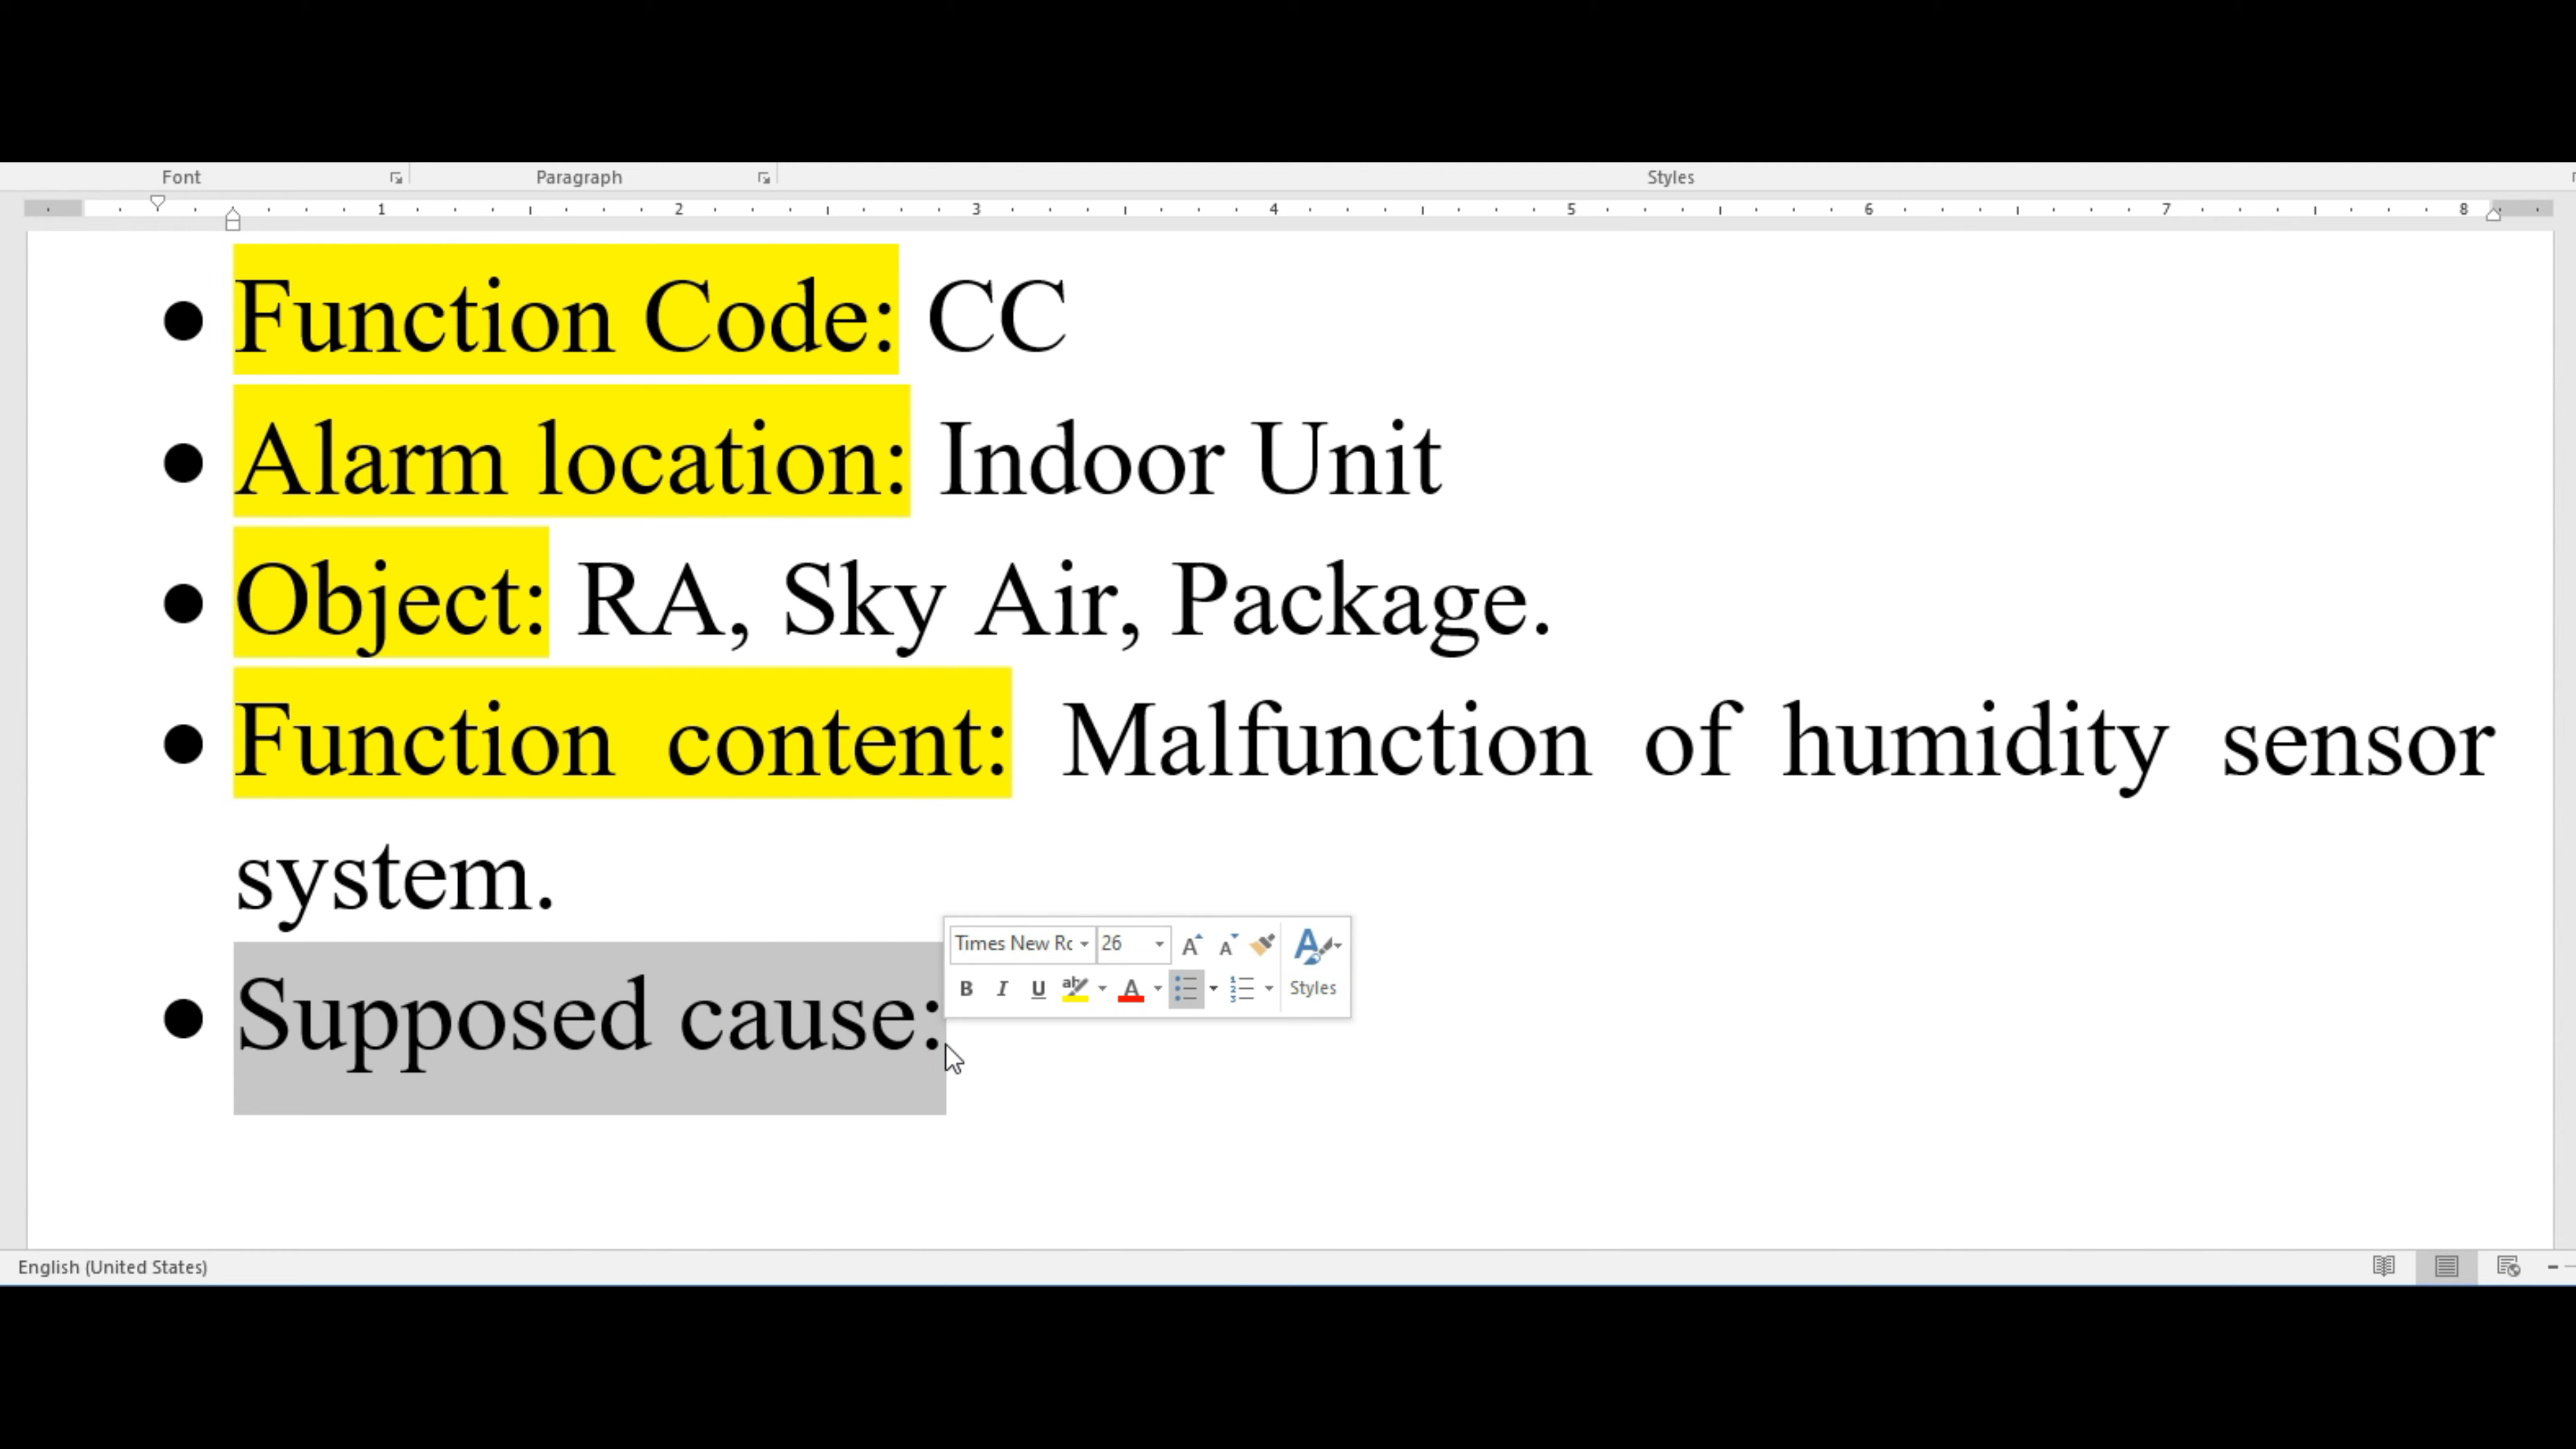 Font Paragraph Styles
1 2 3 4 5 6 7 8
• Function Code: CC
• Alarm location: Indoor Unit
• Object: RA, Sky Air, Package.
• Function content: Malfunction of humidity sensor
system.
Times New Ro 26 A A
B I U ab A Styles
• Supposed cause:
English (United States)